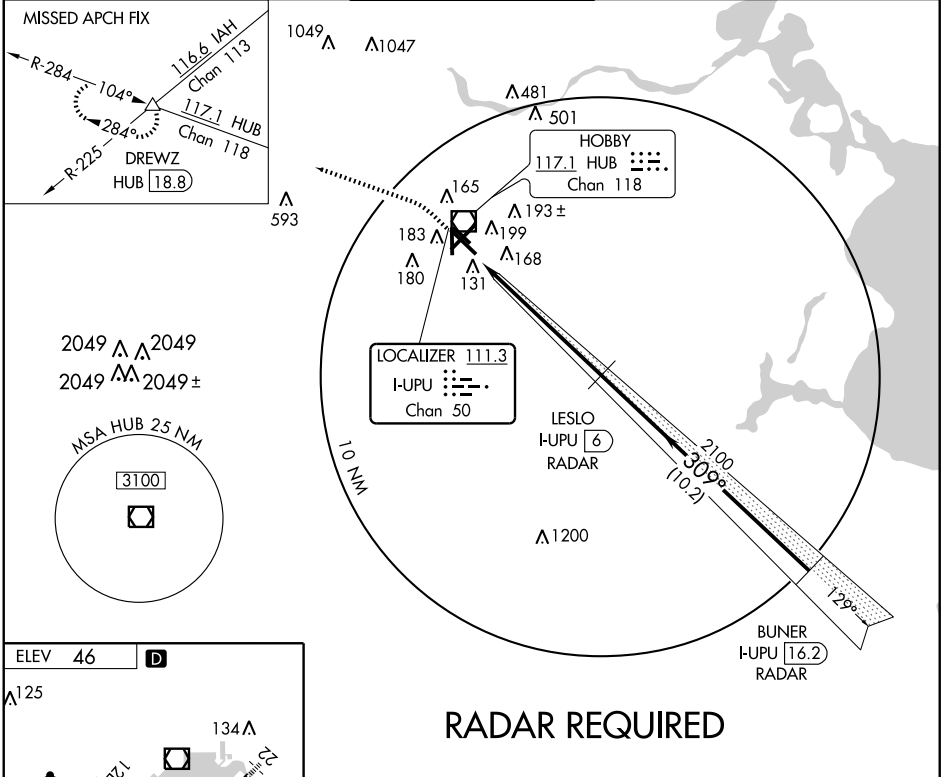 MISSED APCH FIX
116.6 IAH
Chan 113
R-284
104°
117.1 HUB
Chan 118
284°
R-225
DREWZ
HUB 18.8
1049
1047
481
501
HOBBY
117.1 HUB
Chan 118
593
165
193 ±
183
199
180
168
131
LOCALIZER 111.3
I-UPU
Chan 50
2049 2049
2049 2049 ±
MSA HUB 25 NM
3100
10 NM
LESLO
I-UPU 6
RADAR
2100
309°
(10.2)
1200
129°
BUNER
I-UPU 16.2
RADAR
ELEV 46 D
125
134
22
RADAR REQUIRED